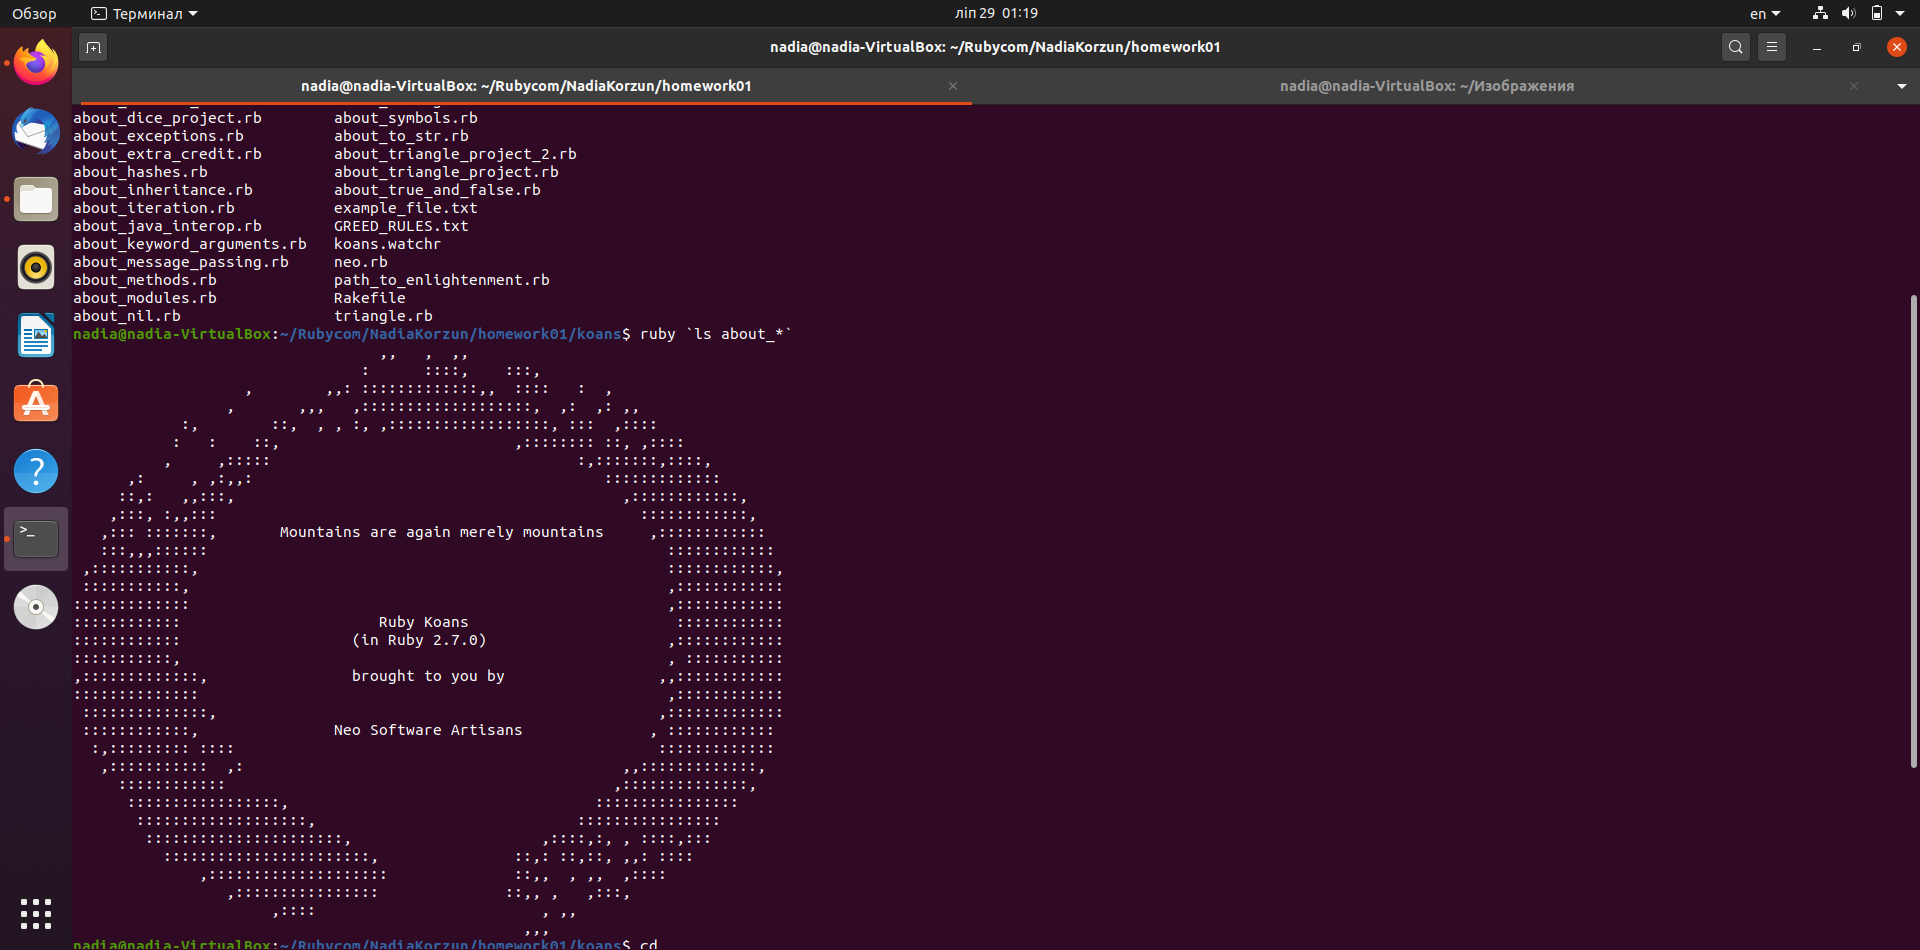 Обзор
Терминал
ліп 29 01:19
en
nadia@nadia-VirtualBox: ~/Rubycom/NadiaKorzun/homework01
nadia@nadia-VirtualBox: ~/Rubycom/NadiaKorzun/homework01
nadia@nadia-VirtualBox: ~/Изображения
about_dice_project.rb about_symbols.rb
about_exceptions.rb about_to_str.rb
about_extra_credit.rb about_triangle_project_2.rb
about_hashes.rb about_triangle_project.rb
about_inheritance.rb about_true_and_false.rb
about_iteration.rb example_file.txt
about_java_interop.rb GREED_RULES.txt
about_keyword_arguments.rb koans.watchr
about_message_passing.rb neo.rb
about_methods.rb path_to_enlightenment.rb
about_modules.rb Rakefile
about_nil.rb triangle.rb
nadia@nadia-VirtualBox:~/Rubycom/NadiaKorzun/homework01/koans$ ruby `ls about_*`
Mountains are again merely mountains
Ruby Koans
(in Ruby 2.7.0)
brought to you by
Neo Software Artisans
nadia@nadia-VirtualBox:~/Rubycom/NadiaKorzun/homework01/koans$ cd